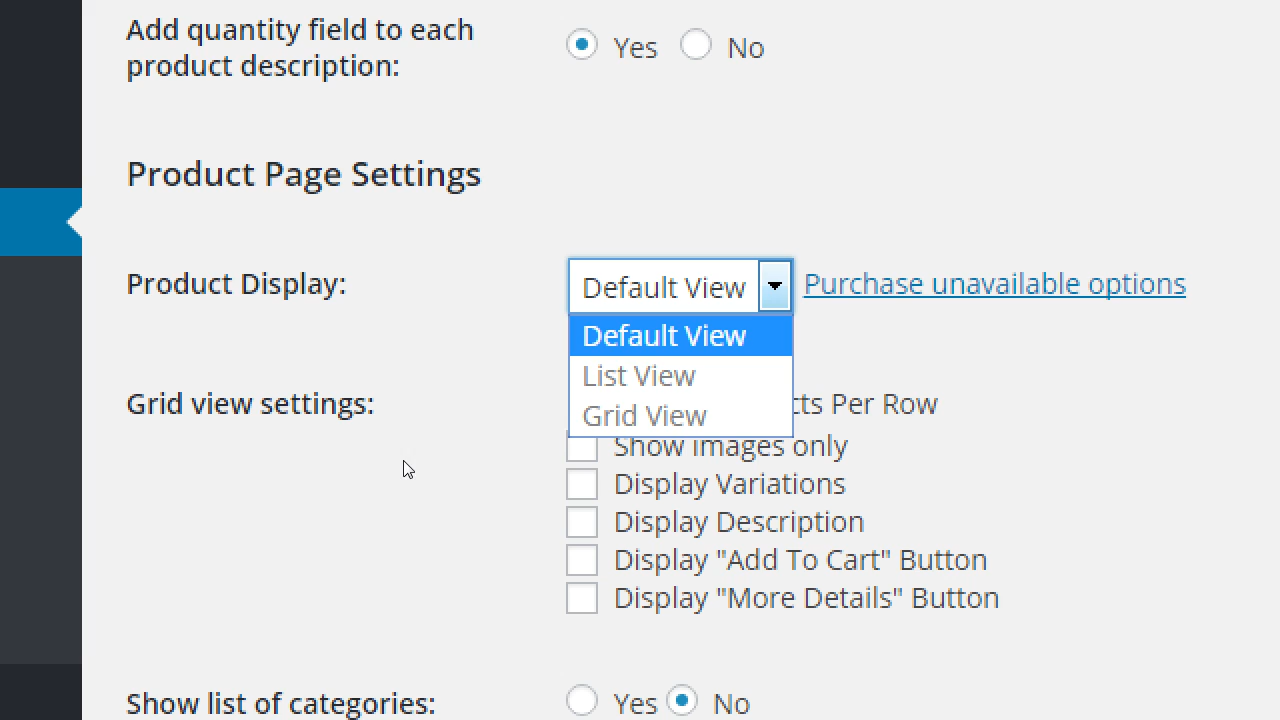 Add quantity field to each
product description:
Yes No
Product Page Settings
Product Display:
Default View
Purchase unavailable options
Default View
List View
Grid View
Grid view settings:
cts Per Row
Show images only
Display Variations
Display Description
Display "Add To Cart" Button
Display "More Details" Button
Show list of categories:
Yes No